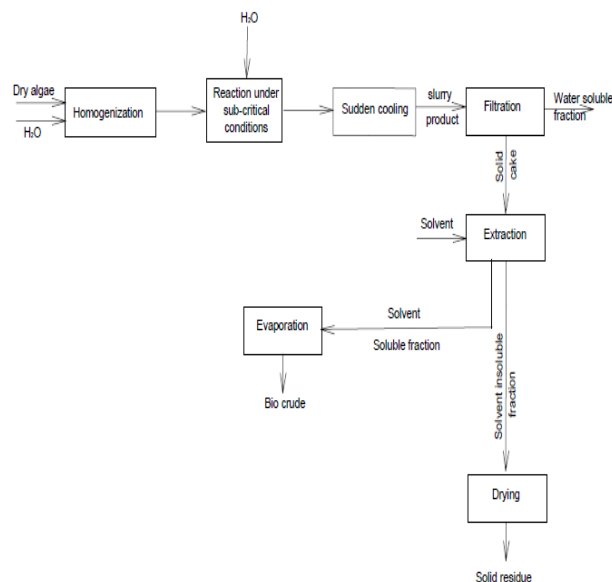 H₂O
Dry algae
H₂O
Homogenization
Reaction under
sub-critical
conditions
Sudden cooling
slurry
product
Filtration
Water soluble
fraction
Solid
cake
Solvent
Extraction
Solvent
Soluble fraction
Evaporation
Bio crude
Solvent insoluble
fraction
Drying
Solid residue